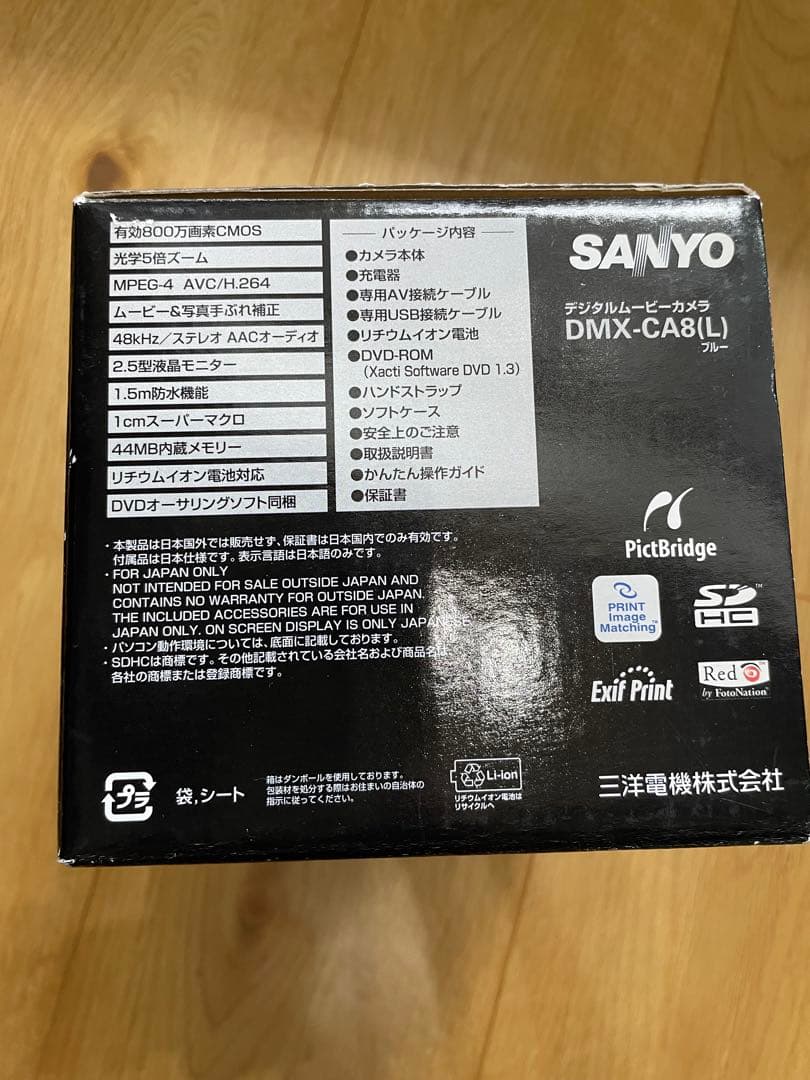 有効800万画素CMOS
光学5倍ズーム
MPEG-4 AVC/H.264
ムービー&写真手ぶれ補正
48kHz/ステレオ AACオーディオ
2.5型液晶モニター
1.5m防水機能
1cmスーパーマクロ
44MB内蔵メモリー
リチウムイオン電池対応
DVDオーサリングソフト同梱
パッケージ内容
●カメラ本体
●充電器
●専用AV接続ケーブル
●専用USB接続ケーブル
●リチウムイオン電池
●DVD-ROM
(Xacti Software DVD 1.3)
●ハンドストラップ
●ソフトケース
●安全上のご注意
●取扱説明書
●かんたん操作ガイド
●保証書
SANYO
デジタルムービーカメラ
DMX-CA8(L)
ブルー
・本製品は日本国外では販売せず、保証書は日本国内でのみ有効です。
付属品は日本仕様です。表示言語は日本語のみです。
・FOR JAPAN ONLY
NOT INTENDED FOR SALE OUTSIDE JAPAN AND
CONTAINS NO WARRANTY FOR OUTSIDE JAPAN.
THE INCLUDED ACCESSORIES ARE FOR USE IN
JAPAN ONLY. ON SCREEN DISPLAY IS ONLY JAPANESE
・パソコン動作環境については、底面に記載しております。
・SDHCは商標です。その他記載されている会社名および商品名は
各社の商標または登録商標です。
PictBridge
PRINT
Image
Matching™
SD™
HC
Exif Print
Red™
by FotoNation™
プラ
袋,シート
箱はダンボールを使用しております。
包装材を処分する際はお住まいの自治体の
指示に従ってください。
Li-ion
リチウムイオン電池は
リサイクルへ
三洋電機株式会社